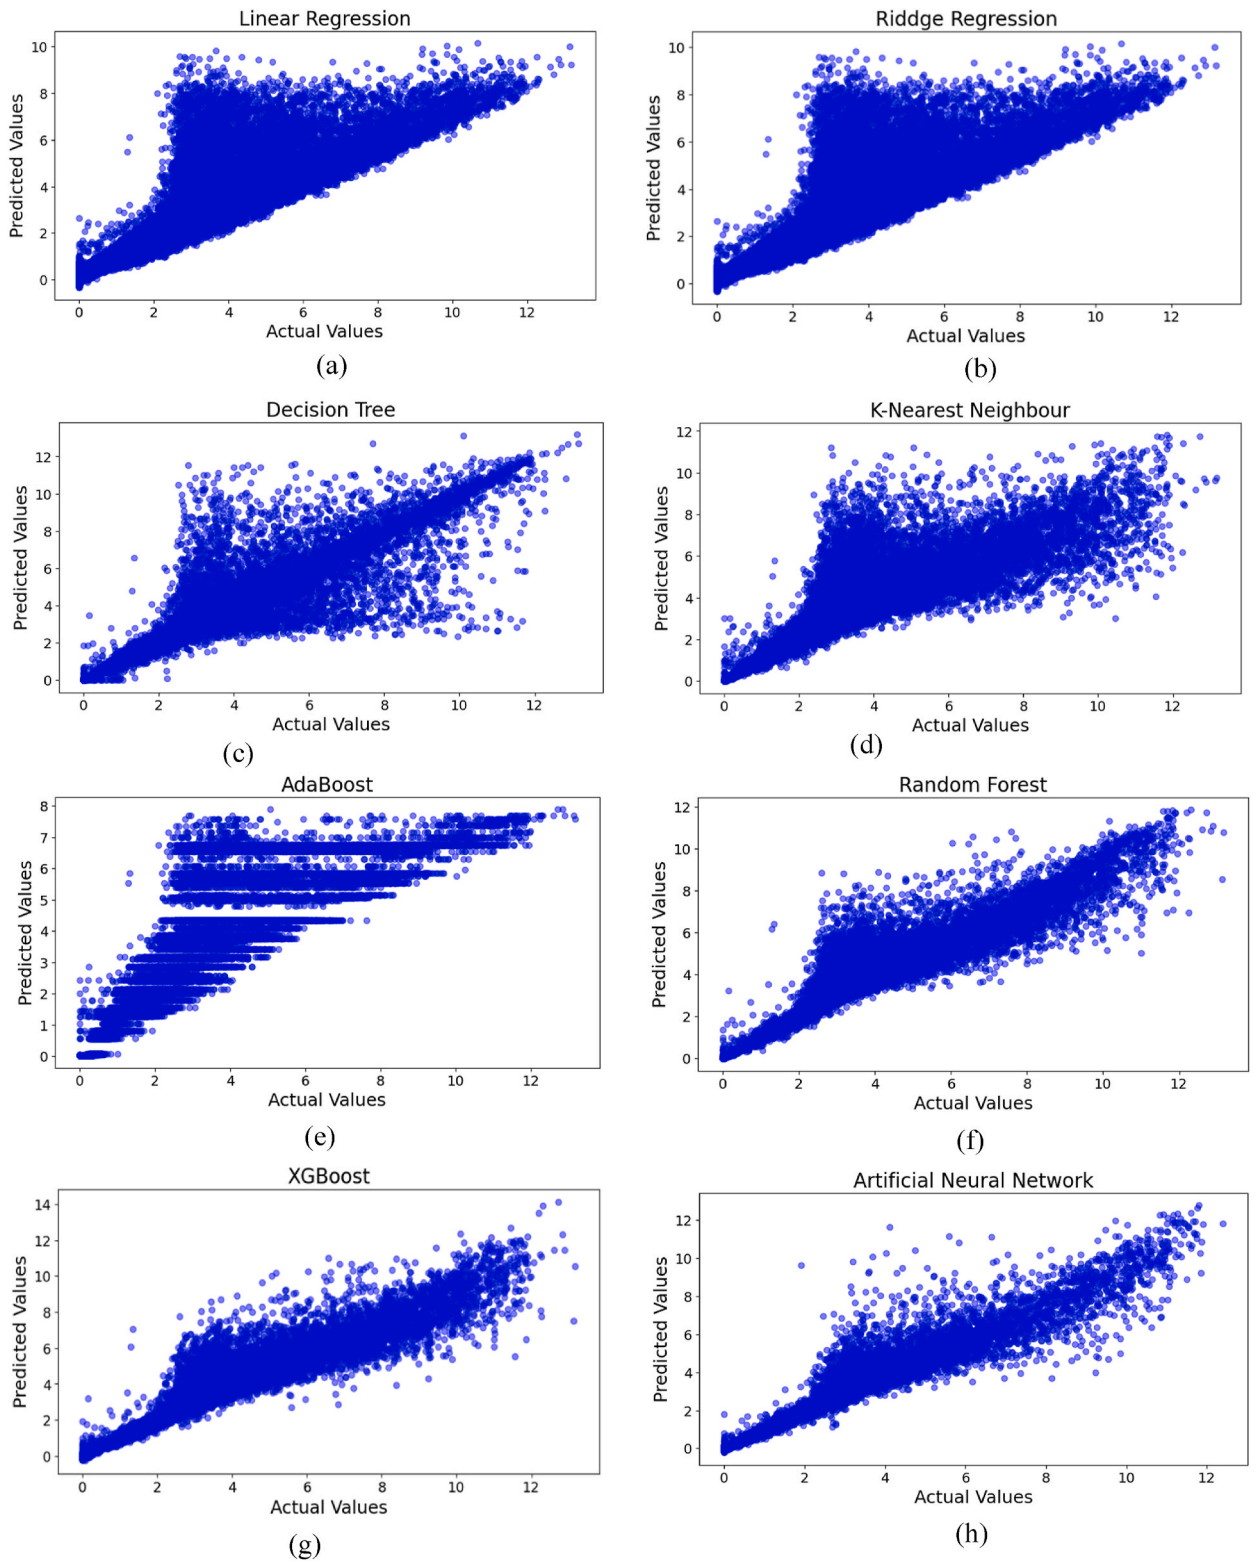 Linear Regression
10
8
6
4
2
0
Predicted Values
0 2 4 6 8 10 12
Actual Values
(a)
Riddge Regression
10
8
6
4
2
0
Predicted Values
0 2 4 6 8 10 12
Actual Values
(b)
Decision Tree
12
10
8
6
4
2
0
Predicted Values
0 2 4 6 8 10 12
Actual Values
(c)
K-Nearest Neighbour
12
10
8
6
4
2
0
Predicted Values
0 2 4 6 8 10 12
Actual Values
(d)
AdaBoost
8
7
6
5
4
3
2
1
0
Predicted Values
0 2 4 6 8 10 12
Actual Values
(e)
Random Forest
12
10
8
6
4
2
0
Predicted Values
0 2 4 6 8 10 12
Actual Values
(f)
XGBoost
14
12
10
8
6
4
2
0
Predicted Values
0 2 4 6 8 10 12
Actual Values
(g)
Artificial Neural Network
12
10
8
6
4
2
0
Predicted Values
0 2 4 6 8 10 12
Actual Values
(h)